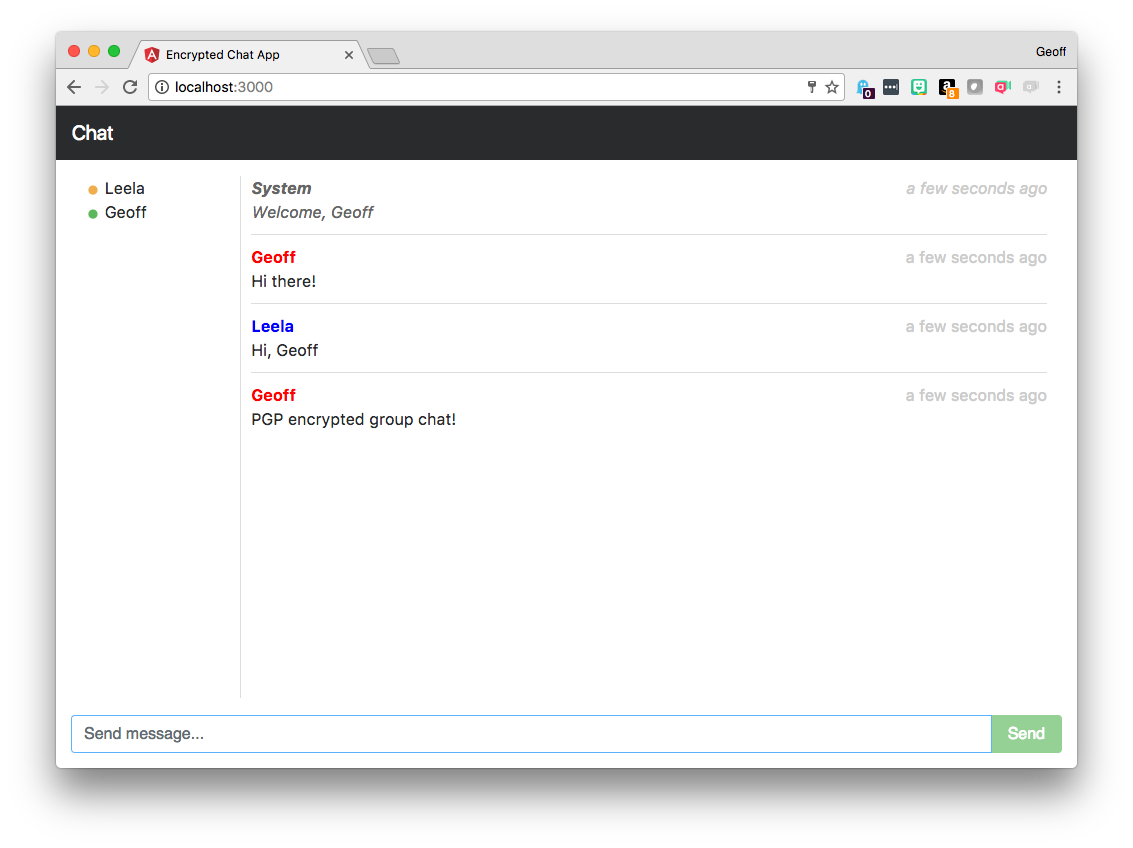 Encrypted Chat App
Geoff
localhost:3000
0
a
8
a
a
Chat
Leela
Geoff
System a few seconds ago
Welcome, Geoff
Geoff a few seconds ago
Hi there!
Leela a few seconds ago
Hi, Geoff
Geoff a few seconds ago
PGP encrypted group chat!
Send message... Send